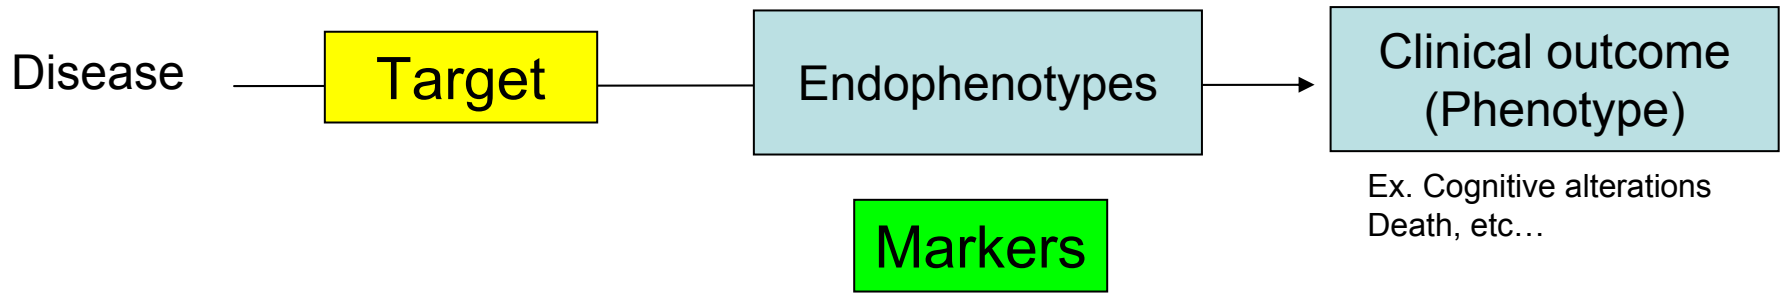 Disease
Target
Endophenotypes
Clinical outcome
(Phenotype)
Ex. Cognitive alterations
Death, etc…
Markers